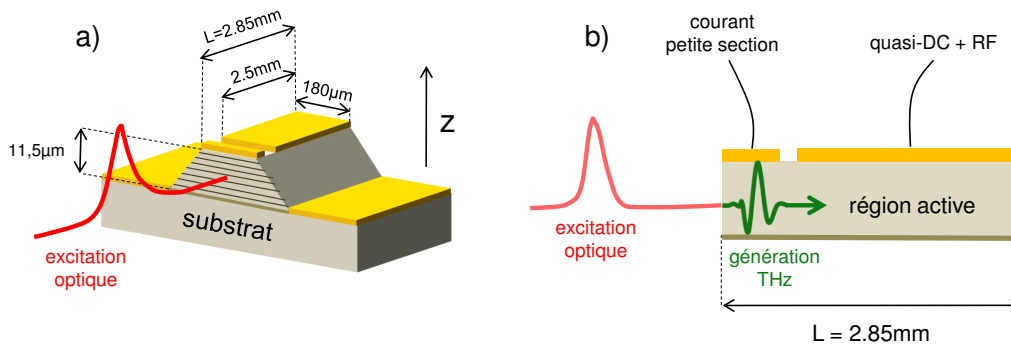 a)
L=2.85mm
2.5mm
180µm
11,5µm
z
substrat
excitation
optique
b)
courant
petite section
quasi-DC + RF
région active
excitation
optique
génération
THz
L = 2.85mm